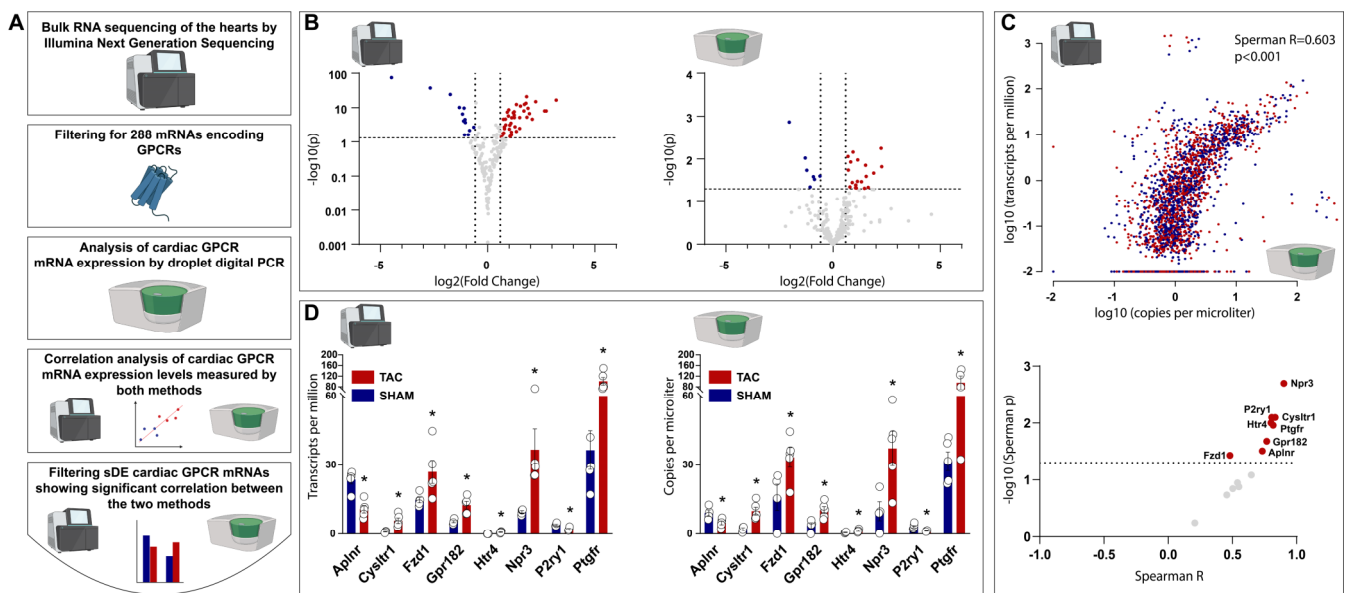 A
Bulk RNA sequencing of the hearts by
Illumina Next Generation Sequencing
Filtering for 288 mRNAs encoding
GPCRs
Analysis of cardiac GPCR
mRNA expression by droplet digital PCR
Correlation analysis of cardiac GPCR
mRNA expression levels measured by
both methods
Filtering sDE cardiac GPCR mRNAs
showing significant correlation between
the two methods
B
-log10(p)
100
10
1
0.1
0.01
0.001
-5
0
5
log2(Fold Change)
-log10(p)
4
3
2
1
0
-5
0
5
log2(Fold Change)
C
Sperman R=0.603
p<0.001
log10 (transcripts per million)
3
2
1
0
-1
-2
-2
-1
0
1
2
log10 (copies per microliter)
-log10 (Sperman p)
3
2
1
0
Npr3
P2ry1
Cysltr1
Htr4
Ptgfr
Gpr182
Aplnr
Fzd1
-1.0
-0.5
0.0
0.5
1.0
Spearman R
D
Transcripts per million
200
160
120
80
60
30
0
TAC
SHAM
* * * * * * * *
Aplnr
Cysltr1
Fzd1
Gpr182
Htr4
Npr3
P2ry1
Ptgfr
Copies per microliter
200
160
120
80
60
30
0
TAC
SHAM
* * * * * * * *
Aplnr
Cysltr1
Fzd1
Gpr182
Htr4
Npr3
P2ry1
Ptgfr